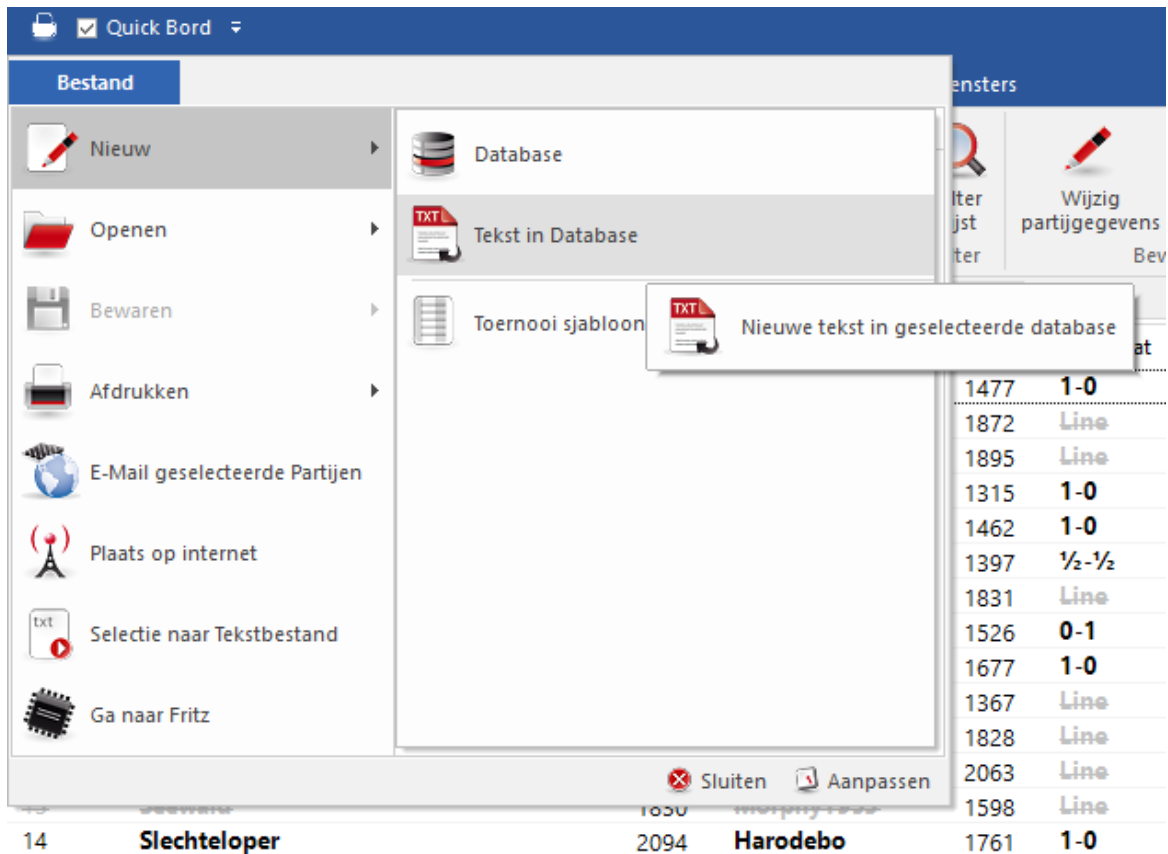 Quick Bord
Bestand
ensters
Nieuw
Openen
Bewaren
Afdrukken
E-Mail geselecteerde Partijen
Plaats op internet
txt
Selectie naar Tekstbestand
Ga naar Fritz
Database
TXT
Tekst in Database
Toernooi sjabloon
TXT
Nieuwe tekst in geselecteerde database
Sluiten Aanpassen
lter
jst
ter
Wijzig
partijgegevens
Bew
at
1477 1-0
1872 Line
1895 Line
1315 1-0
1462 1-0
1397 ½-½
1831 Line
1526 0-1
1677 1-0
1367 Line
1828 Line
2063 Line
1830 1598 Line
14 Slechteloper 2094 Harodebo 1761 1-0